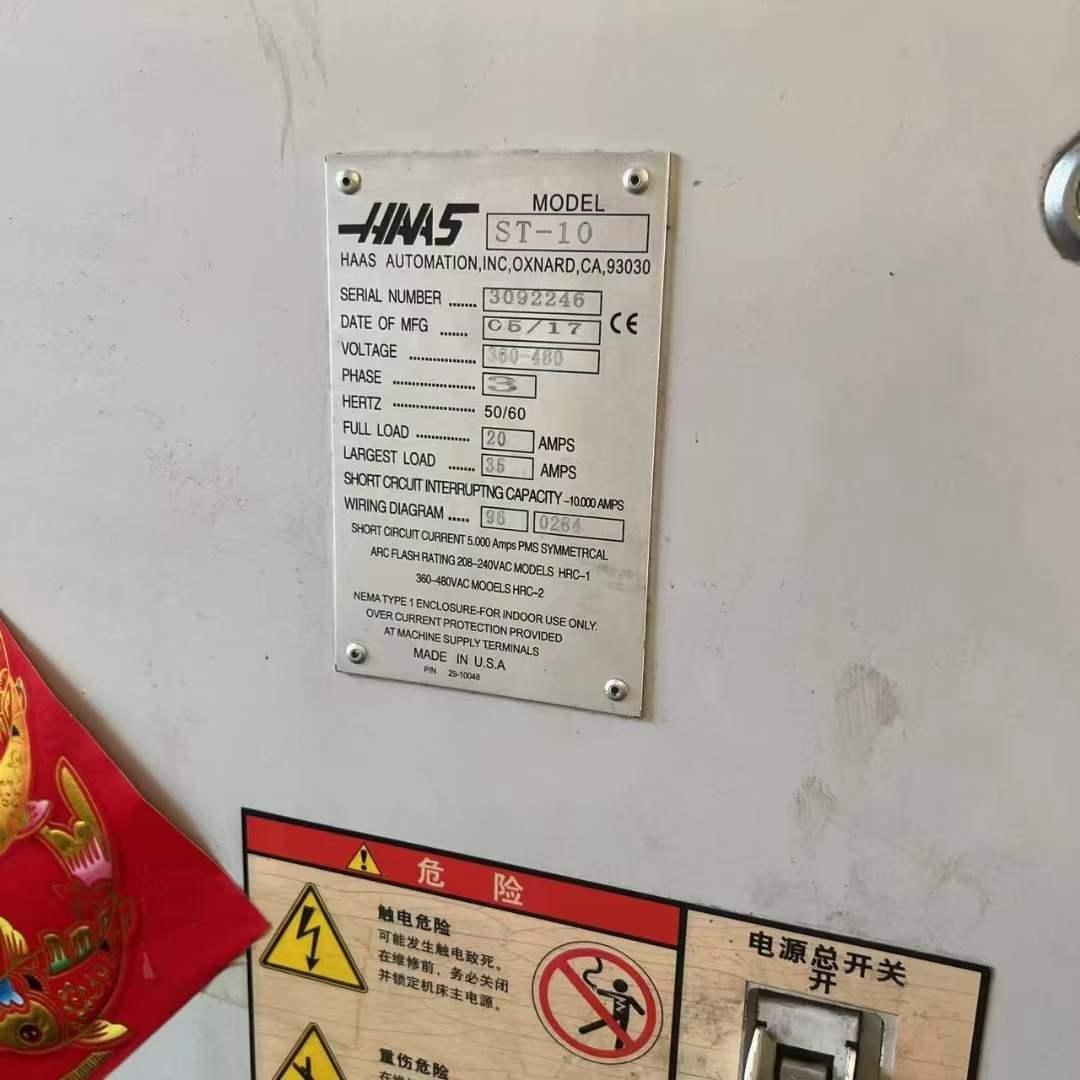 HAAS
MODEL
ST-10
HAAS AUTOMATION,INC,OXNARD,CA,93030
SERIAL NUMBER ....... 3092246
DATE OF MFG ....... 05/17 CE
VOLTAGE ................. 360-480
PHASE ..................... 3
HERTZ ..................... 50/60
FULL LOAD .............. 20 AMPS
LARGEST LOAD ....... 35 AMPS
SHORT CRCUIT INTERRUPTNG CAPACITY -10.000 AMPS
WIRING DIAGRAM ..... 96 0284
SHORT CIRCUIT CURRENT 5.000 Amps PMS SYMMETRCAL
ARC FLASH RATING 208-240VAC MODELS HRC-1
360-480VAC MOOELS HRC-2
NEMA TYPE 1 ENCLOSURE-FOR INDOOR USE ONLY.
OVER CURRENT PROTECTION PROVIDED
AT MACHINE SUPPLY TERMINALS
MADE IN U.S.A
P/N 29-10048
危 险
触电危险
可能发生触电致死。
在维修前，务必关闭
并锁定机床主电源。
电源总开关
开
重伤危险